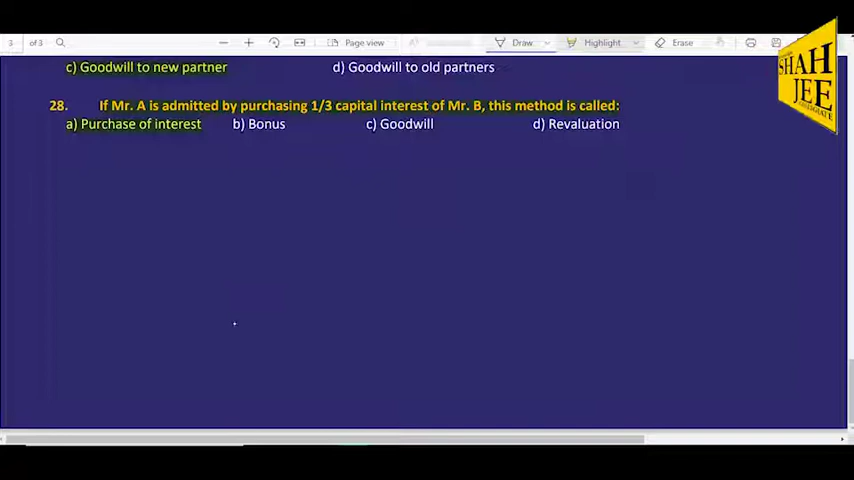 3 of 3 Page view Draw Highlight Erase
c) Goodwill to new partner d) Goodwill to old partners
28. If Mr. A is admitted by purchasing 1/3 capital interest of Mr. B, this method is called:
a) Purchase of interest b) Bonus c) Goodwill d) Revaluation
SHAH
JEE
COLLEGIATE